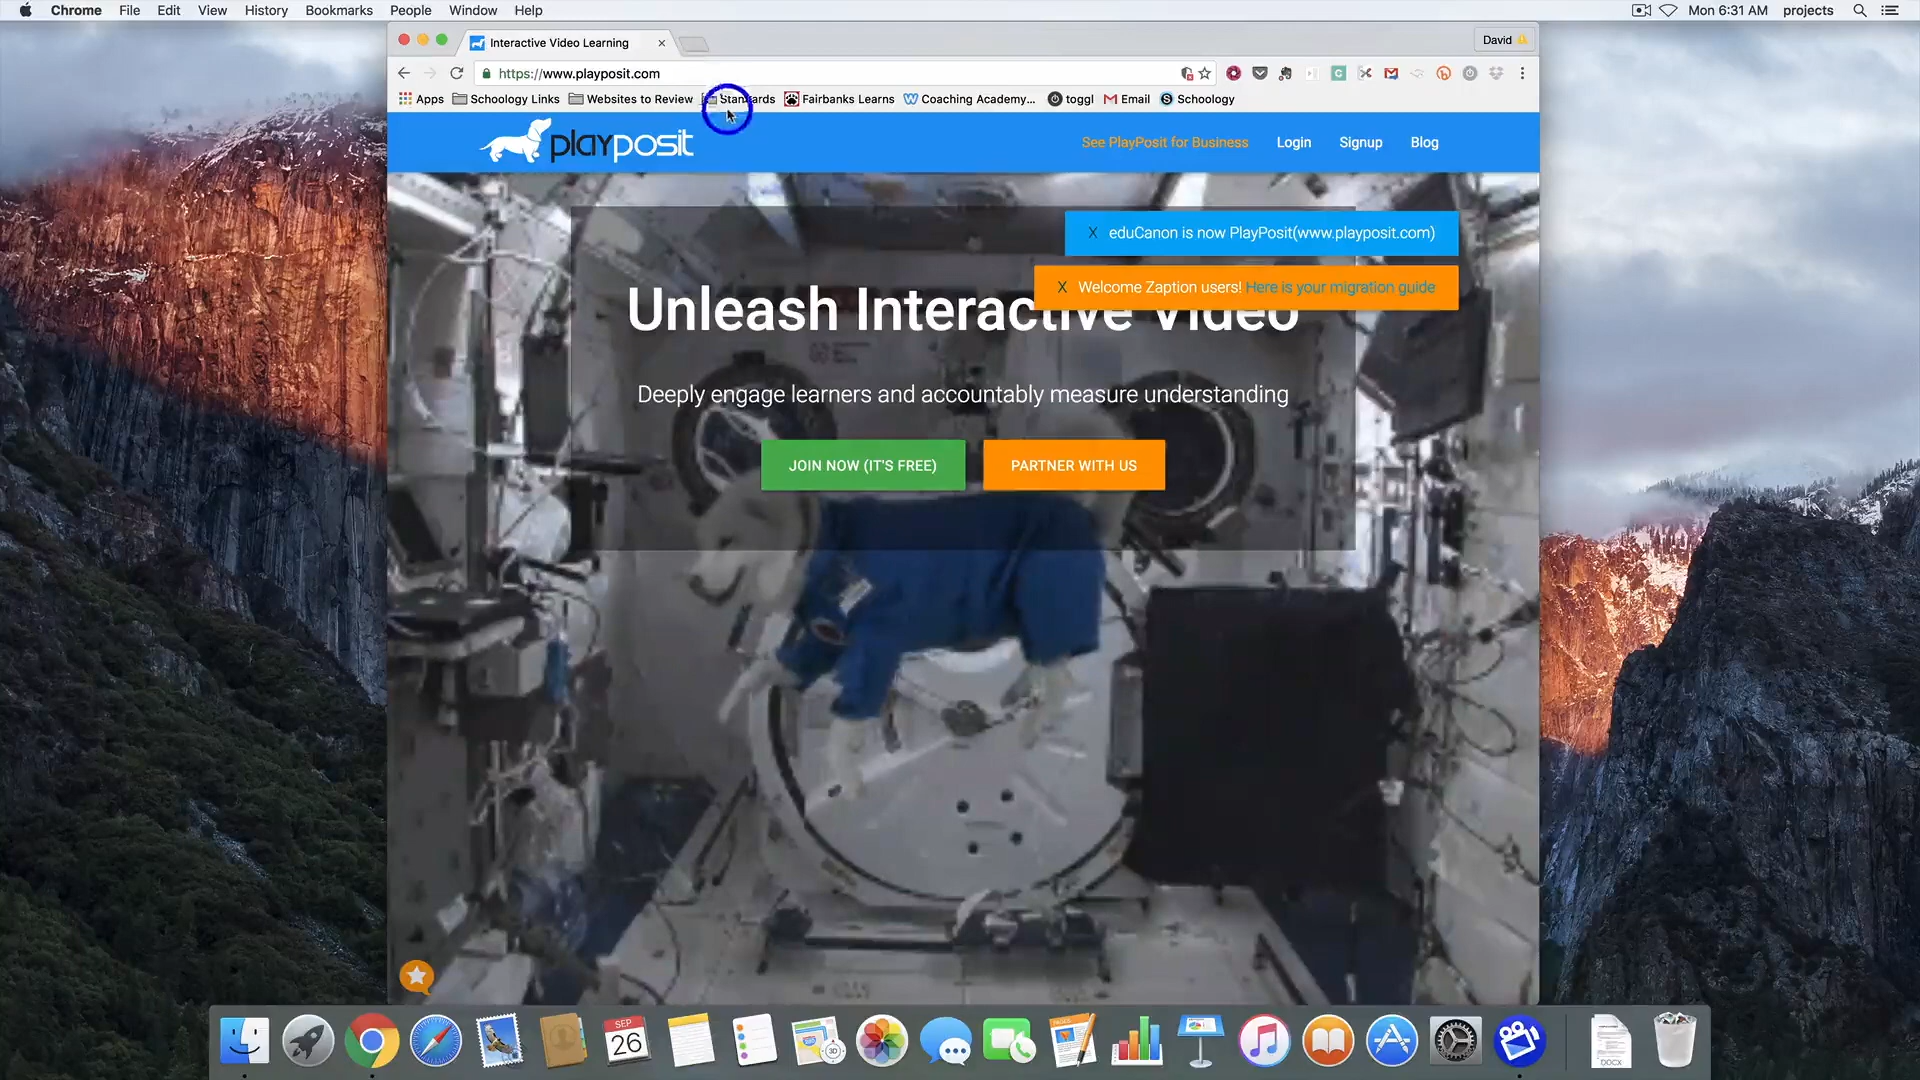 Chrome File Edit View History Bookmarks People Window Help Mon 6:31 AM projects
Interactive Video Learning David
https://www.playposit.com
Apps Schoology Links Websites to Review Standards Fairbanks Learns Coaching Academy... toggl Email Schoology
playposit See PlayPosit for Business Login Signup Blog
X eduCanon is now PlayPosit(www.playposit.com)
X Welcome Zaption users! Here is your migration guide
Unleash Interactive Video
Deeply engage learners and accountably measure understanding
JOIN NOW (IT'S FREE) PARTNER WITH US
SEP
26
3D
PAGES
DOCX